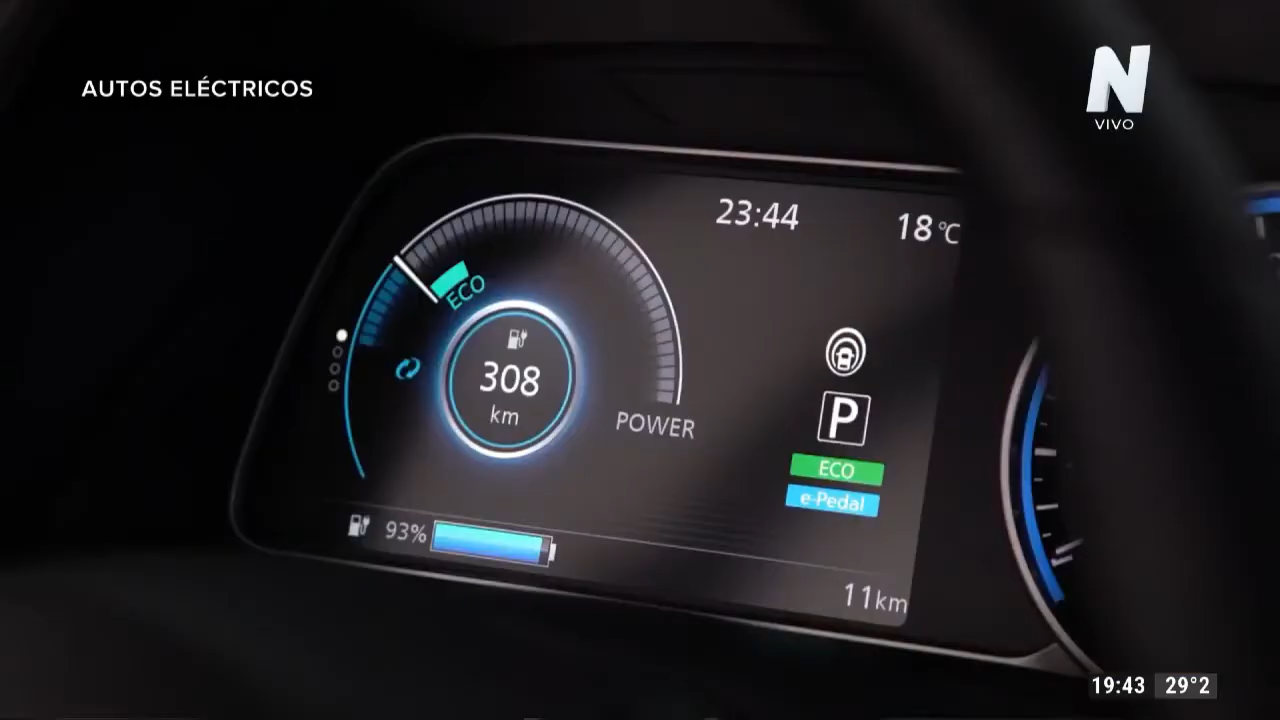 AUTOS ELÉCTRICOS
N
VIVO
23:44
18°C
ECO
308
km
POWER
P
ECO
e-Pedal
93%
11km
19:43 29°2